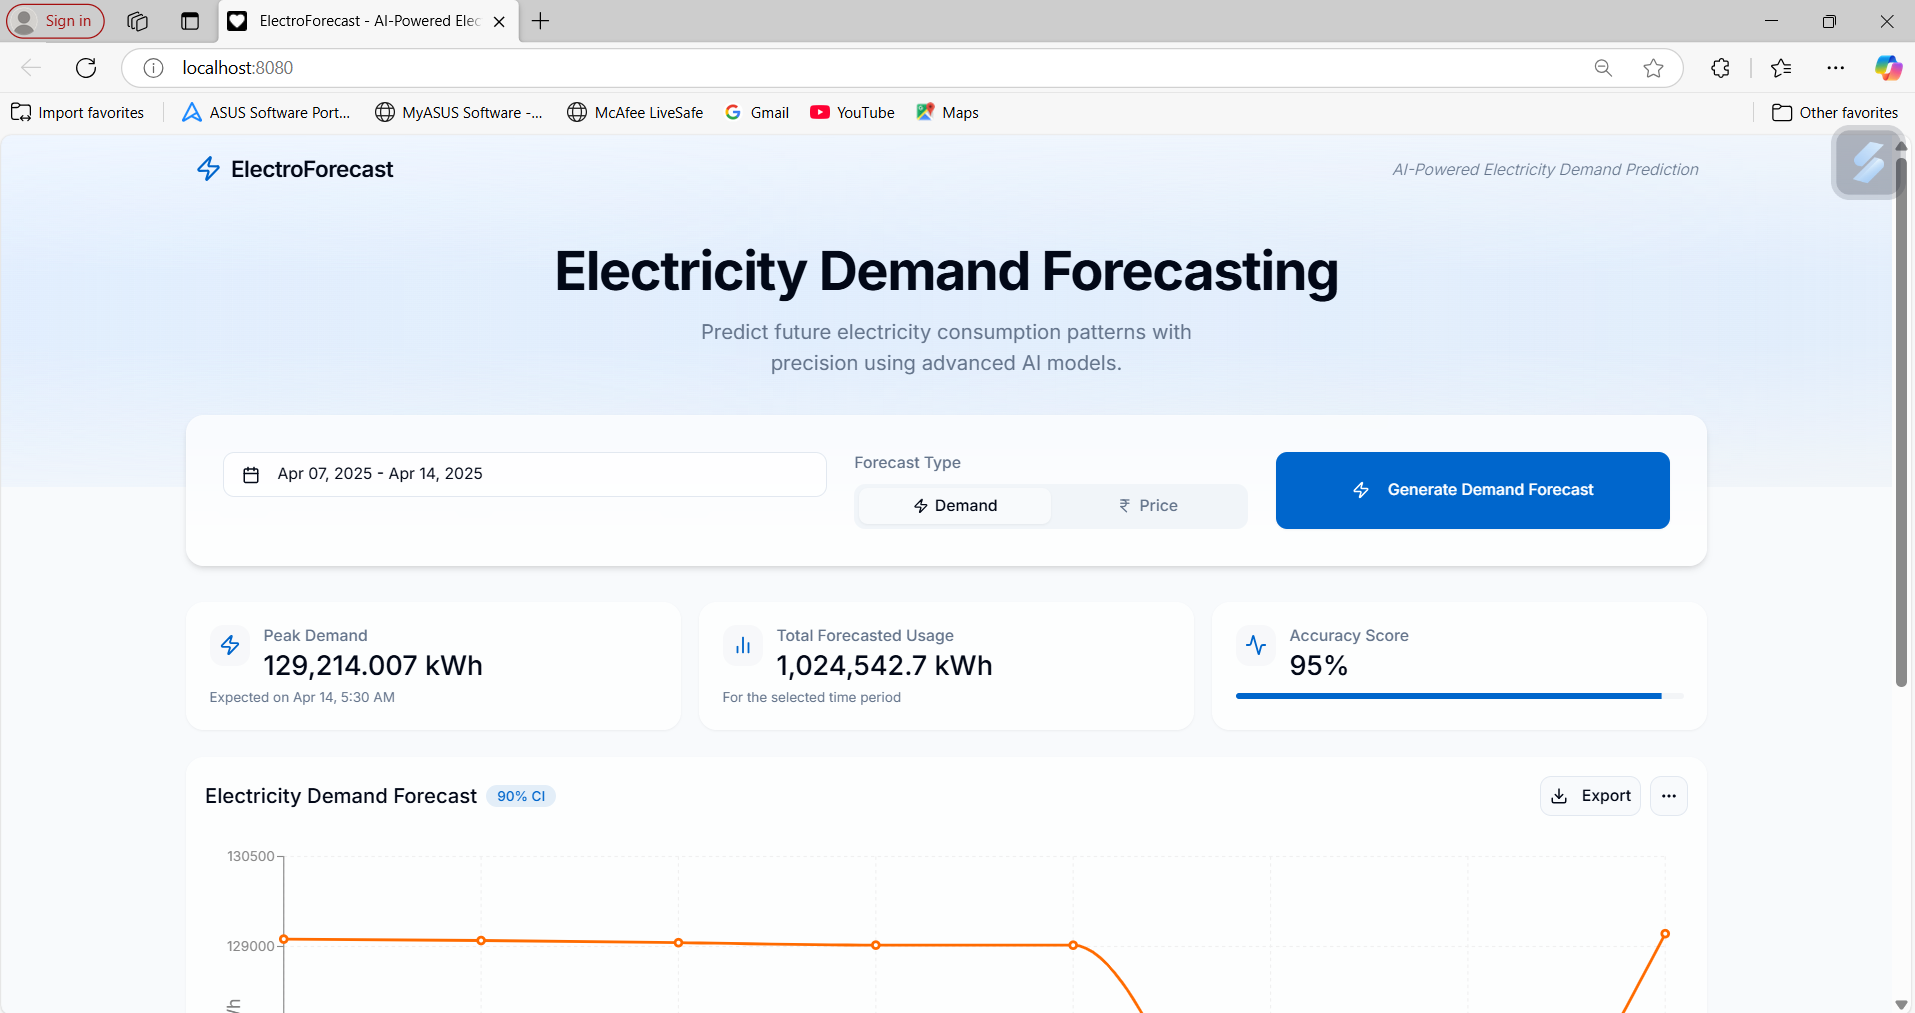 Sign in
ElectroForecast - AI-Powered Elec
localhost:8080
Import favorites
ASUS Software Port...
MyASUS Software -...
McAfee LiveSafe
Gmail
YouTube
Maps
Other favorites
ElectroForecast
AI-Powered Electricity Demand Prediction
Electricity Demand Forecasting
Predict future electricity consumption patterns with
precision using advanced AI models.
Apr 07, 2025 - Apr 14, 2025
Forecast Type
Demand
₹ Price
Generate Demand Forecast
Peak Demand
129,214.007 kWh
Expected on Apr 14, 5:30 AM
Total Forecasted Usage
1,024,542.7 kWh
For the selected time period
Accuracy Score
95%
Electricity Demand Forecast
90% CI
Export
130500
129000